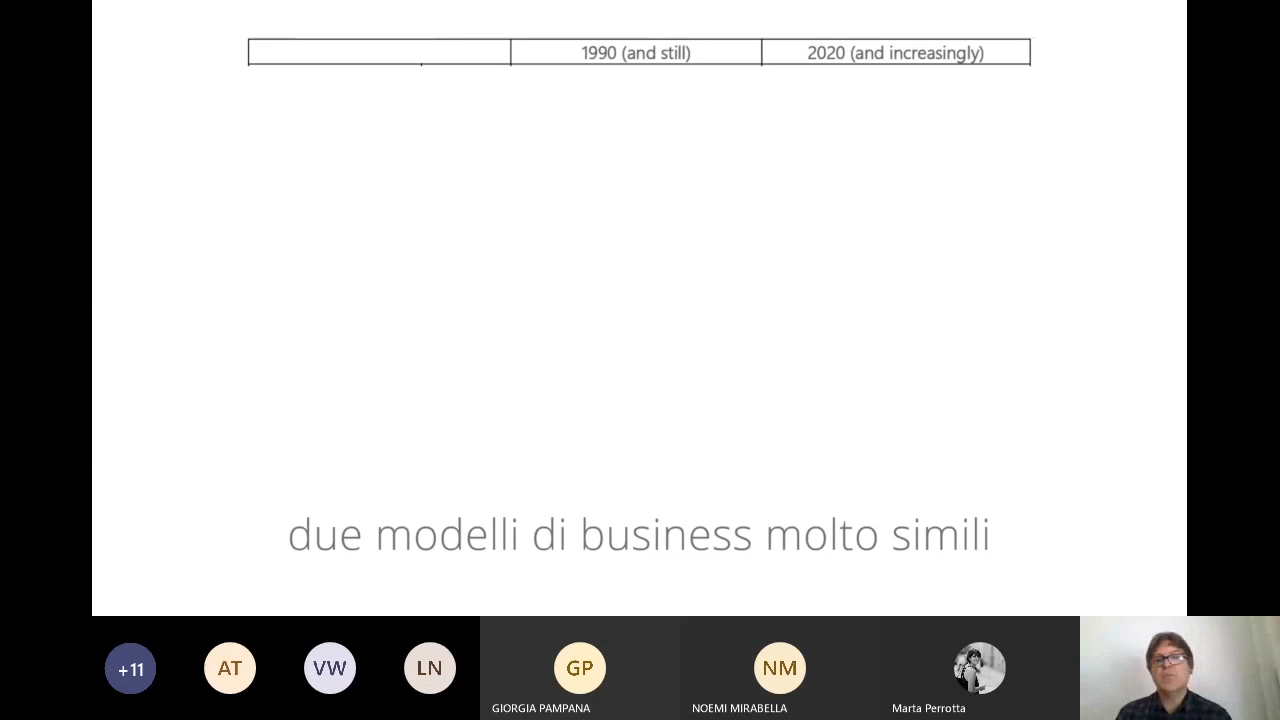 1990 (and still) 2020 (and increasingly)
due modelli di business molto simili
+11 AT VW LN GP NM
GIORGIA PAMPANA NOEMI MIRABELLA Marta Perrotta